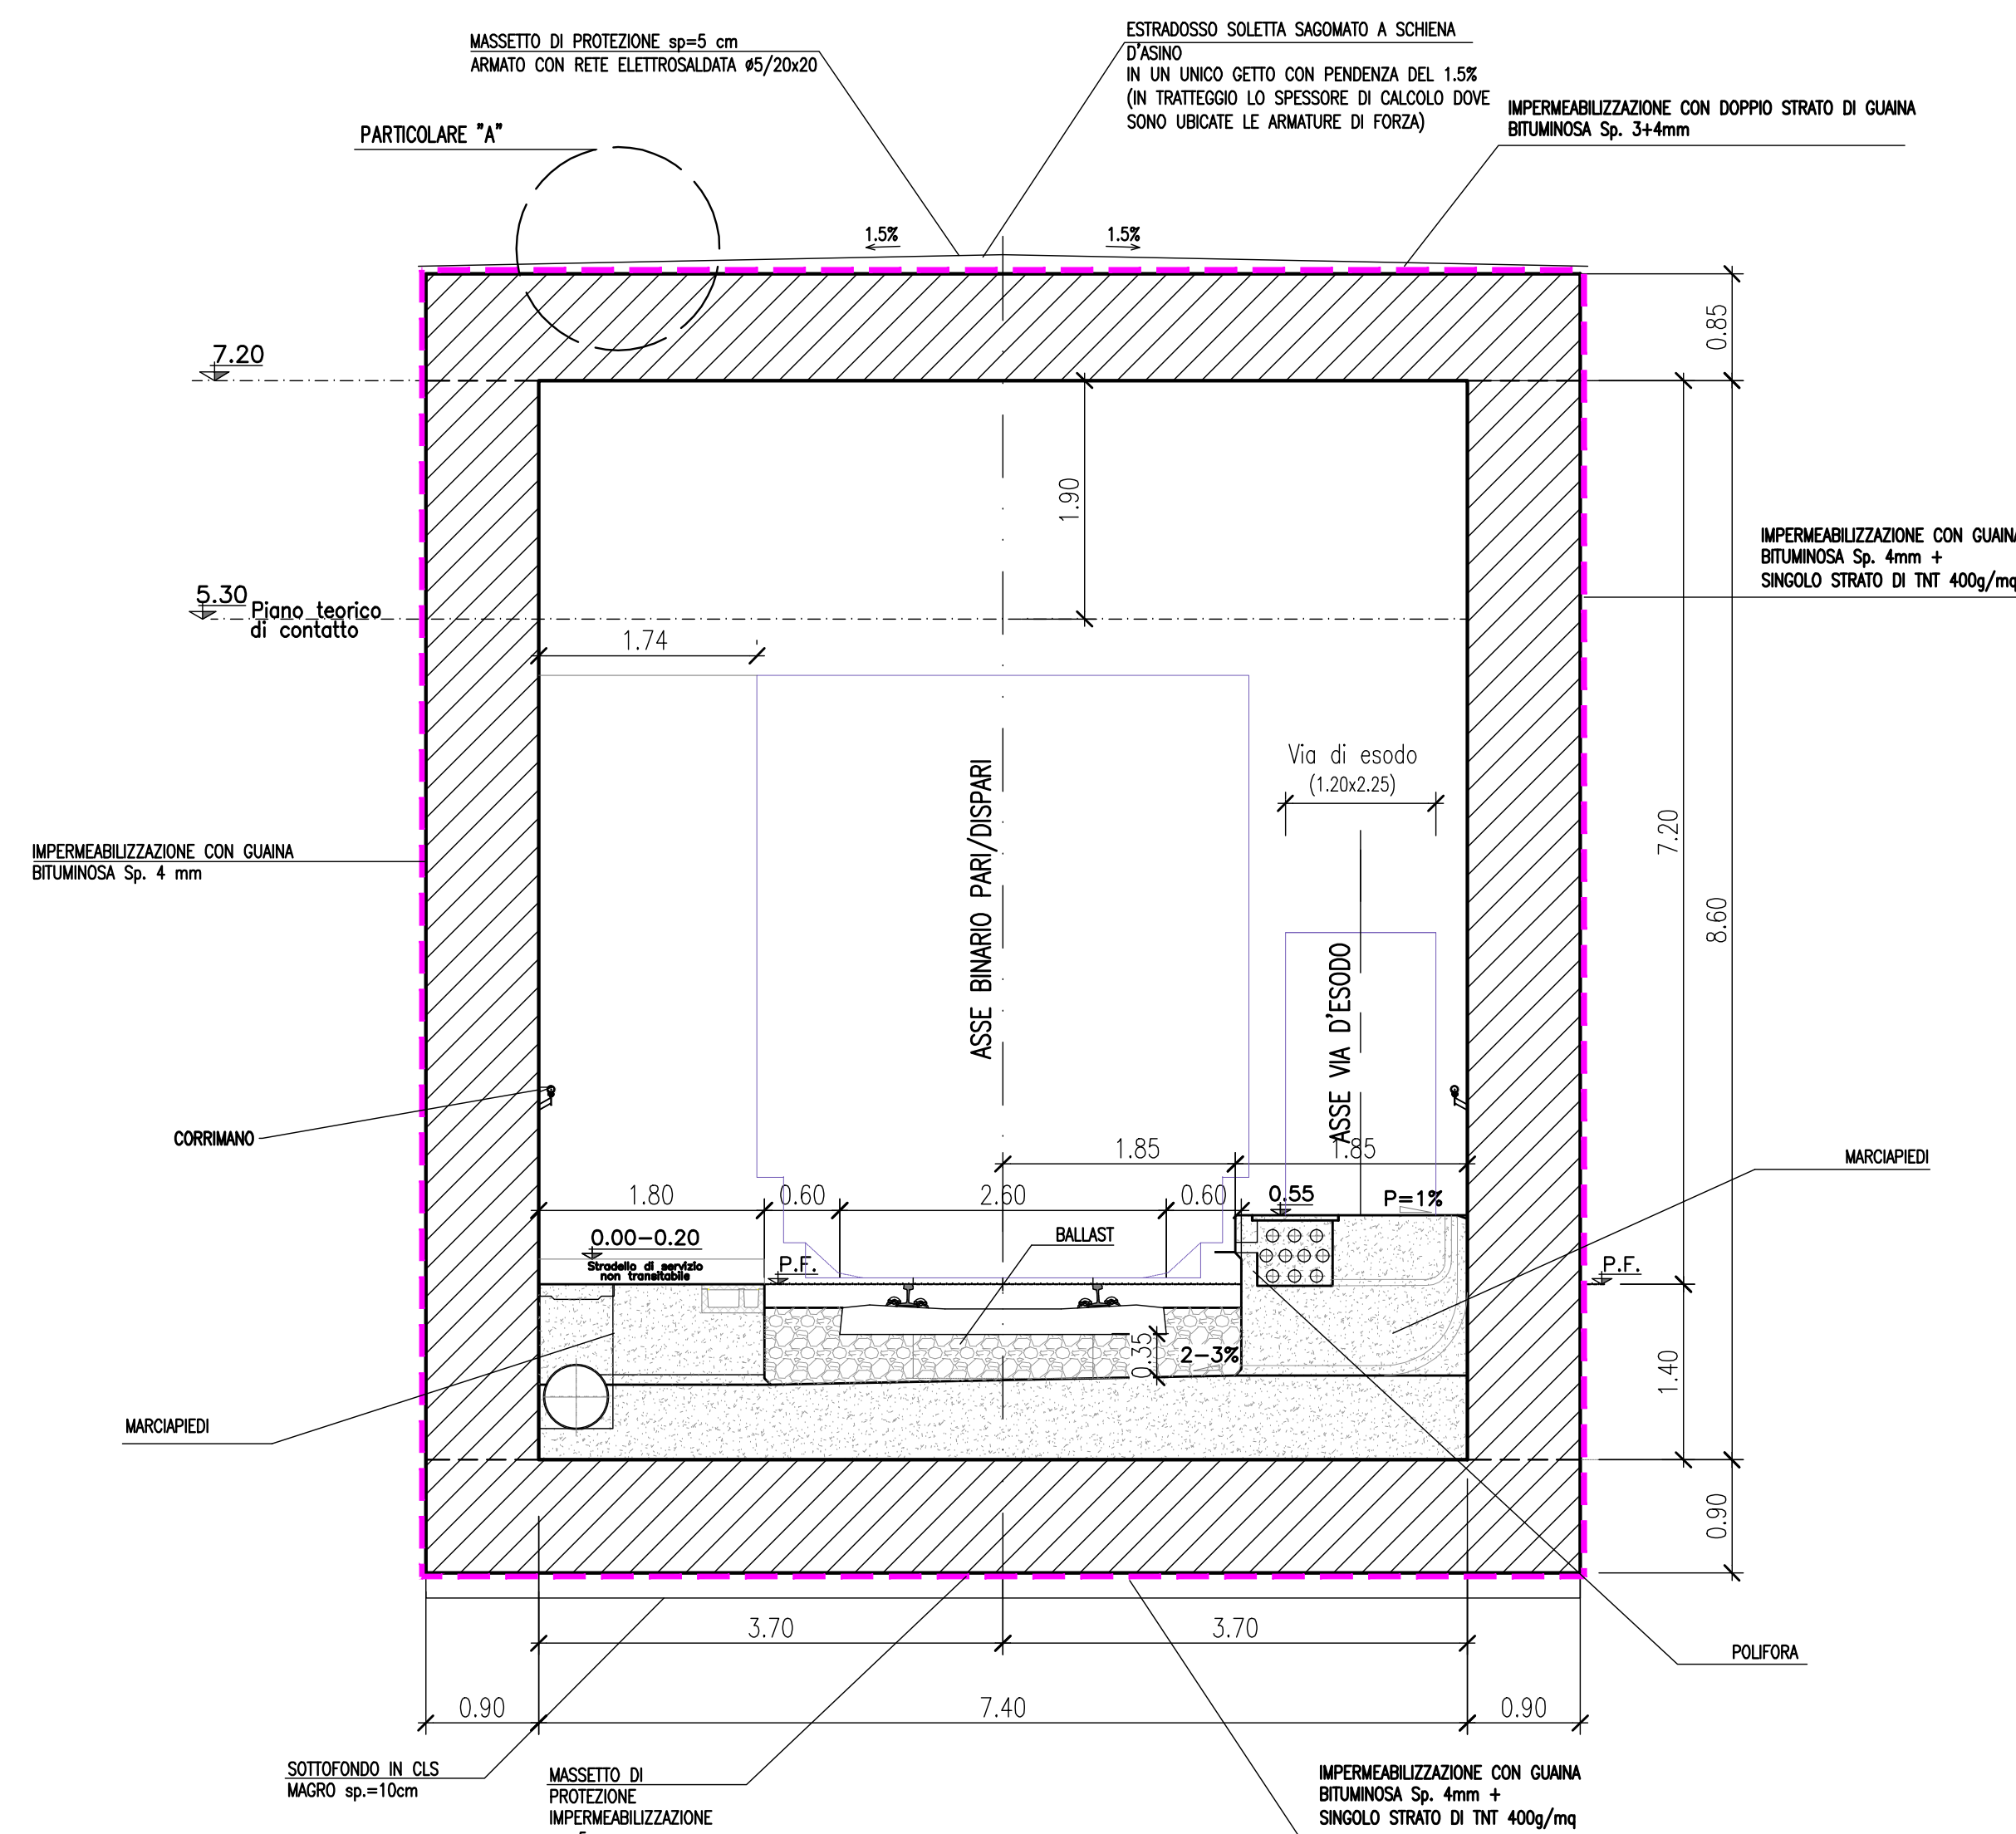 MASSETTO DI PROTEZIONE sp=5 cm
ARMATO CON RETE ELETTROSALDATA ø5/20x20
ESTRADOSSO SOLETTA SAGOMATO A SCHIENA
D'ASINO
IN UN UNICO GETTO CON PENDENZA DEL 1.5%
(IN TRATTEGGIO LO SPESSORE DI CALCOLO DOVE
SONO UBICATE LE ARMATURE DI FORZA)
IMPERMEABILIZZAZIONE CON DOPPIO STRATO DI GUAINA
BITUMINOSA Sp. 3+4mm
PARTICOLARE "A"
1.5%
1.5%
0.85
7.20
1.90
IMPERMEABILIZZAZIONE CON GUAINA
BITUMINOSA Sp. 4mm +
SINGOLO STRATO DI TNT 400g/mq
5.30
Piano teorico
di contatto
1.74
Via di esodo
(1.20x2.25)
ASSE BINARIO PARI/DISPARI
7.20
8.60
IMPERMEABILIZZAZIONE CON GUAINA
BITUMINOSA Sp. 4 mm
ASSE VIA D'ESODO
CORRIMANO
1.85
1.85
MARCIAPIEDI
1.80
0.60
2.60
0.60
0.55
P=1%
0.00-0.20
BALLAST
Stradello di servizio
non transitabile
P.F.
P.F.
0.35
2-3%
1.40
MARCIAPIEDI
0.90
3.70
3.70
POLIFORA
0.90
7.40
0.90
SOTTOFONDO IN CLS
MAGRO sp.=10cm
MASSETTO DI
PROTEZIONE
IMPERMEABILIZZAZIONE
IMPERMEABILIZZAZIONE CON GUAINA
BITUMINOSA Sp. 4mm +
SINGOLO STRATO DI TNT 400g/mq